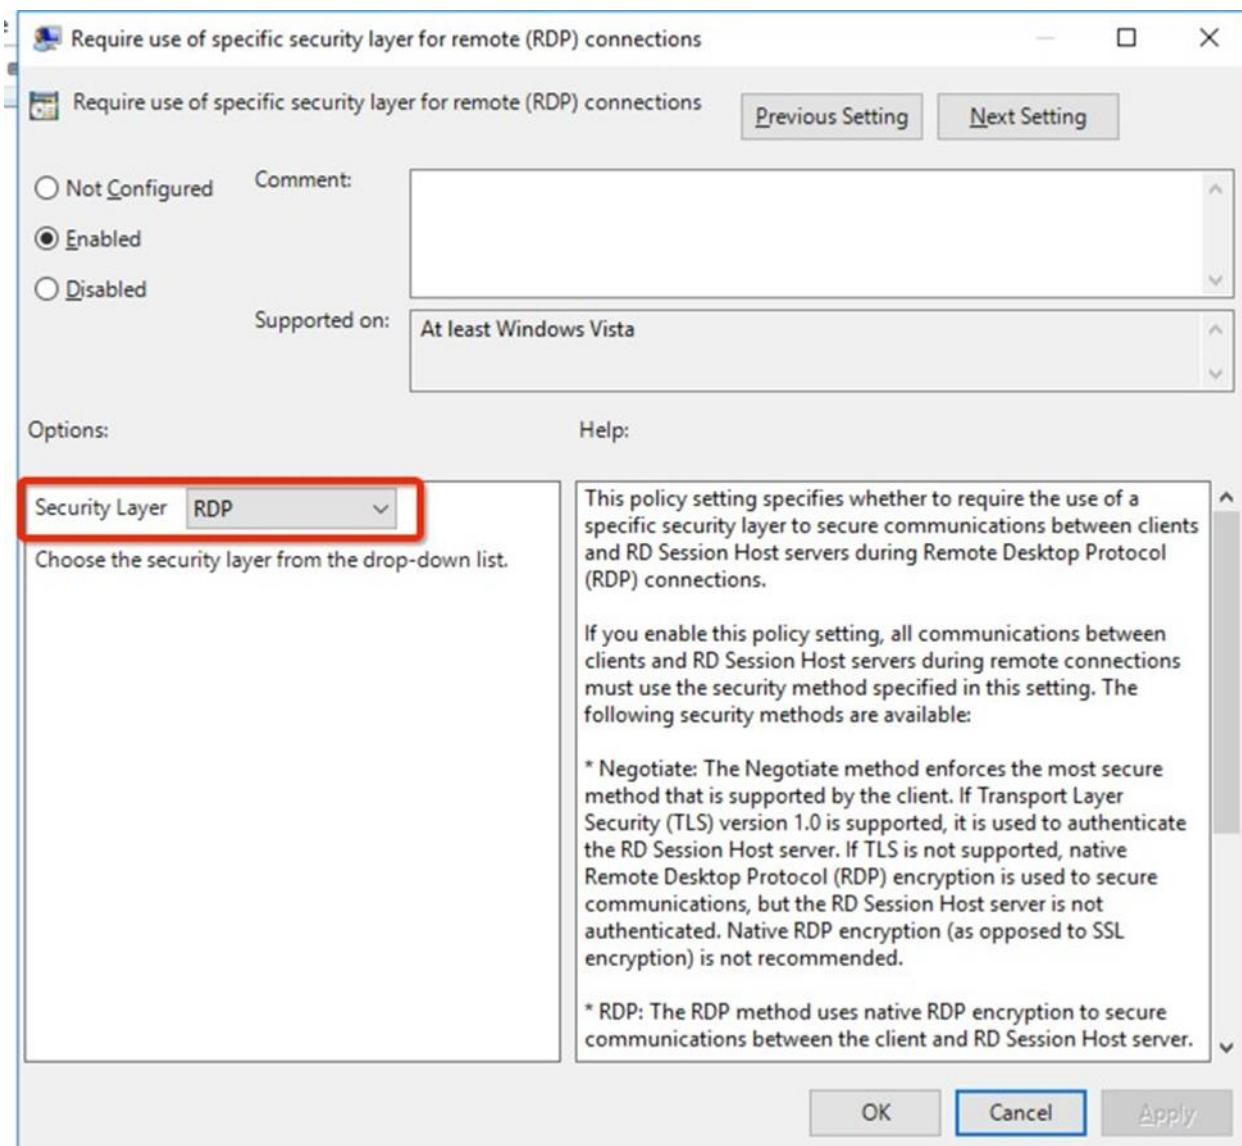 e
Require use of specific security layer for remote (RDP) connections
Require use of specific security layer for remote (RDP) connections
Previous Setting
Next Setting
Not Configured
Comment:
Enabled
Disabled
Supported on:
At least Windows Vista
Options:
Help:
Security Layer RDP
Choose the security layer from the drop-down list.
This policy setting specifies whether to require the use of a
specific security layer to secure communications between clients
and RD Session Host servers during Remote Desktop Protocol
(RDP) connections.
If you enable this policy setting, all communications between
clients and RD Session Host servers during remote connections
must use the security method specified in this setting. The
following security methods are available:
* Negotiate: The Negotiate method enforces the most secure
method that is supported by the client. If Transport Layer
Security (TLS) version 1.0 is supported, it is used to authenticate
the RD Session Host server. If TLS is not supported, native
Remote Desktop Protocol (RDP) encryption is used to secure
communications, but the RD Session Host server is not
authenticated. Native RDP encryption (as opposed to SSL
encryption) is not recommended.
* RDP: The RDP method uses native RDP encryption to secure
communications between the client and RD Session Host server.
OK
Cancel
Apply